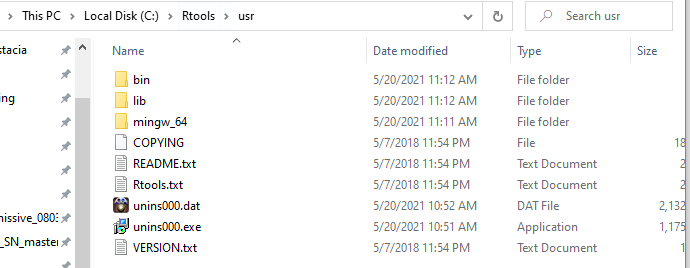 This PC > Local Disk (C:) > Rtools > usr
Search usr
Name Date modified Type Size
stacia
ing
missive_0803
_SN_master
bin 5/20/2021 11:12 AM File folder
lib 5/20/2021 11:12 AM File folder
mingw_64 5/20/2021 11:11 AM File folder
COPYING 5/7/2018 11:54 PM File 18
README.txt 5/7/2018 11:54 PM Text Document 2
Rtools.txt 5/7/2018 11:54 PM Text Document 2
unins000.dat 5/20/2021 10:52 AM DAT File 2,132
unins000.exe 5/20/2021 10:51 AM Application 1,175
VERSION.txt 5/7/2018 11:54 PM Text Document 1